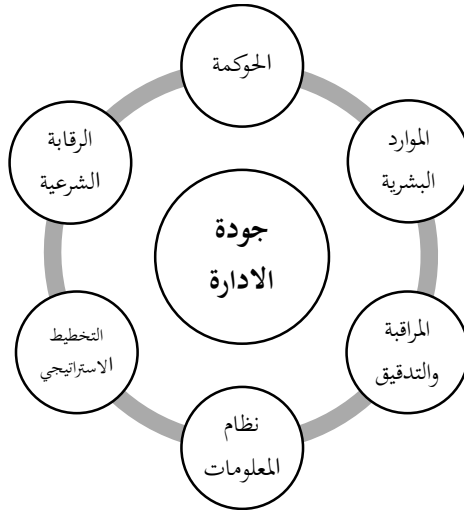 الحوكمة
الموارد
البشرية
المراقبة
والتدقيق
نظام
المعلومات
التخطيط
الاستراتيجي
الرقابة
الشرعية
جودة
الادارة